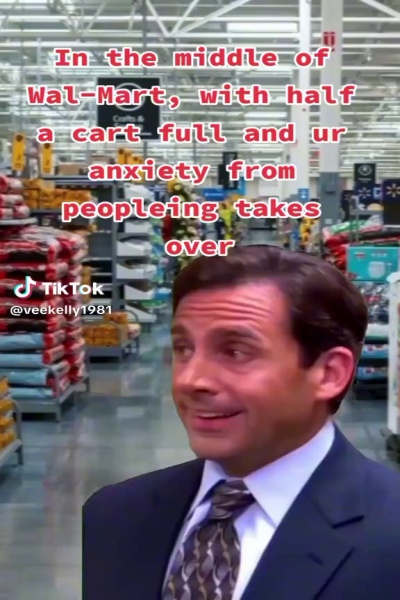 In the middle of
Wal-Mart, with half
a cart full and ur
anxiety from
peopleing takes
over
Crafts &
TikTok
@veekelly1981